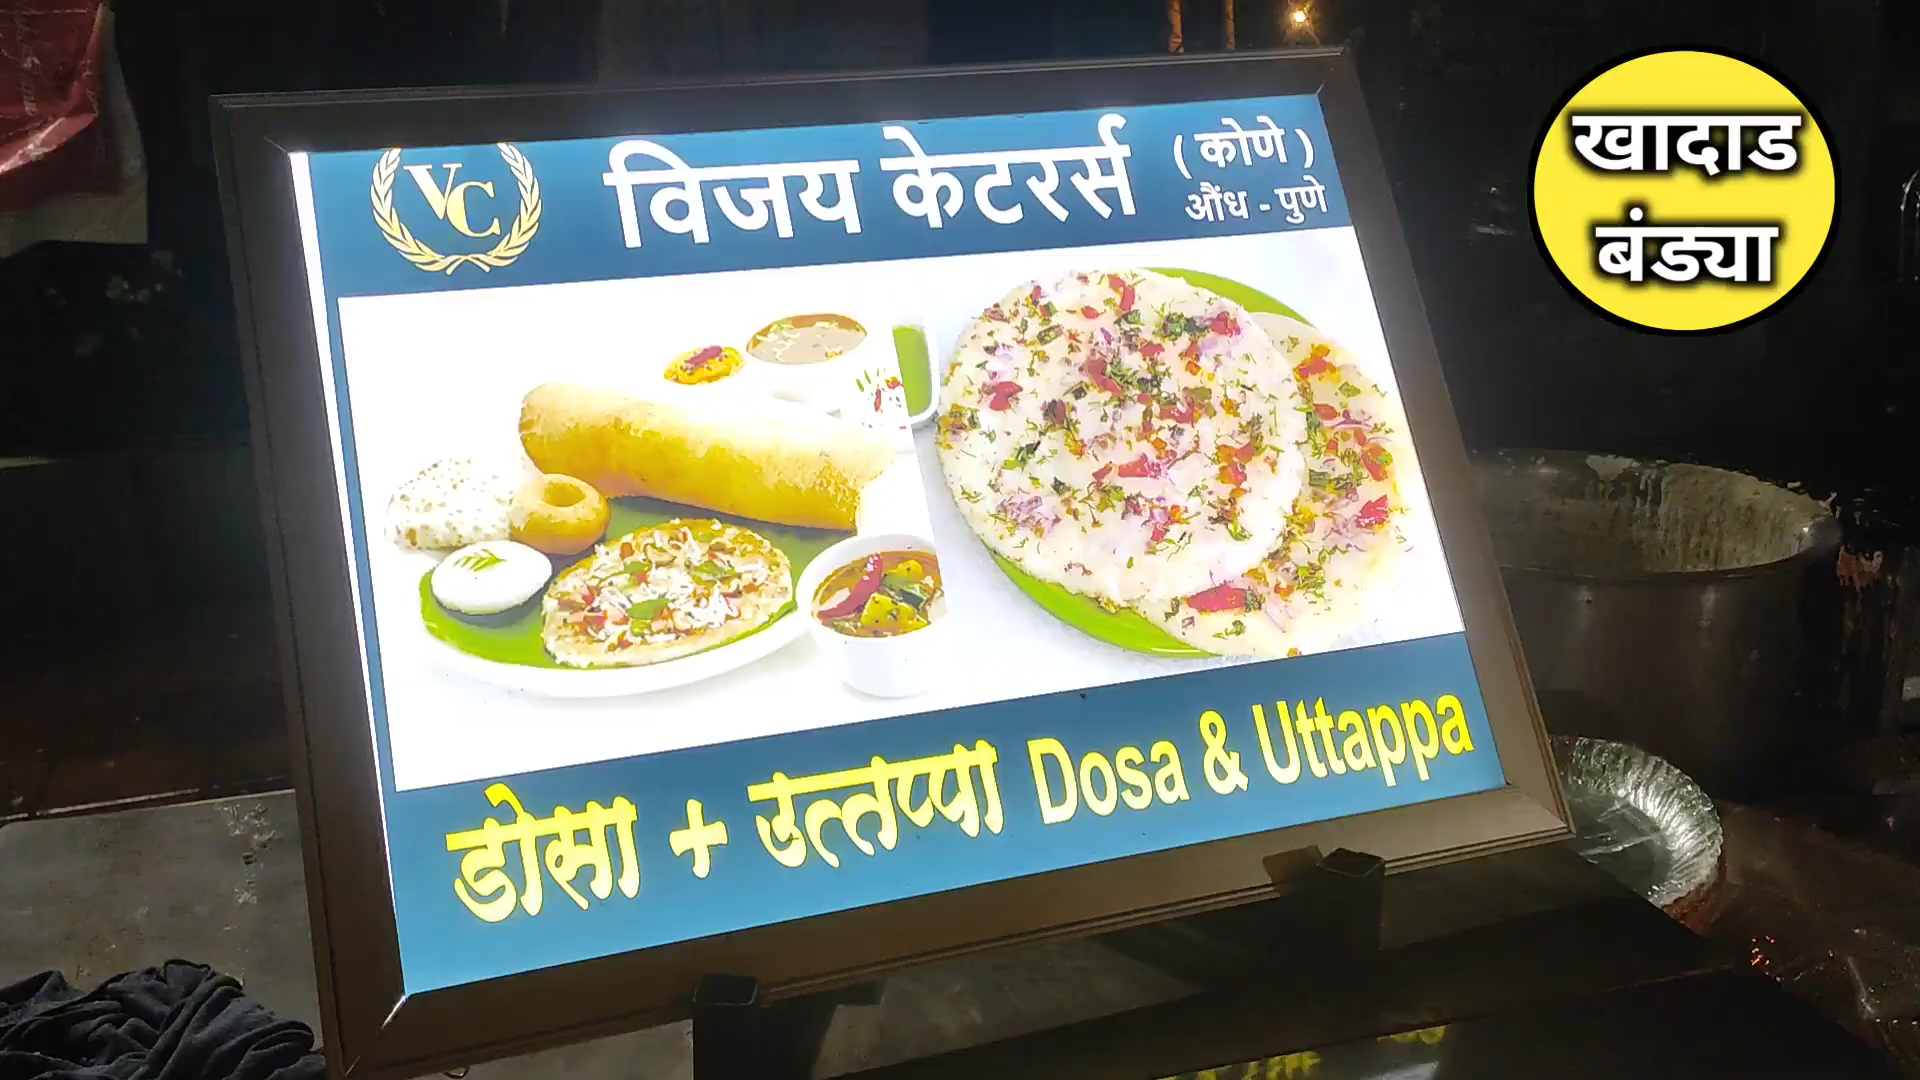 VC
विजय केटरर्स
( कोणे )
औंध - पुणे
डोसा + उत्तप्पा Dosa & Uttappa
खादाड
बंड्या